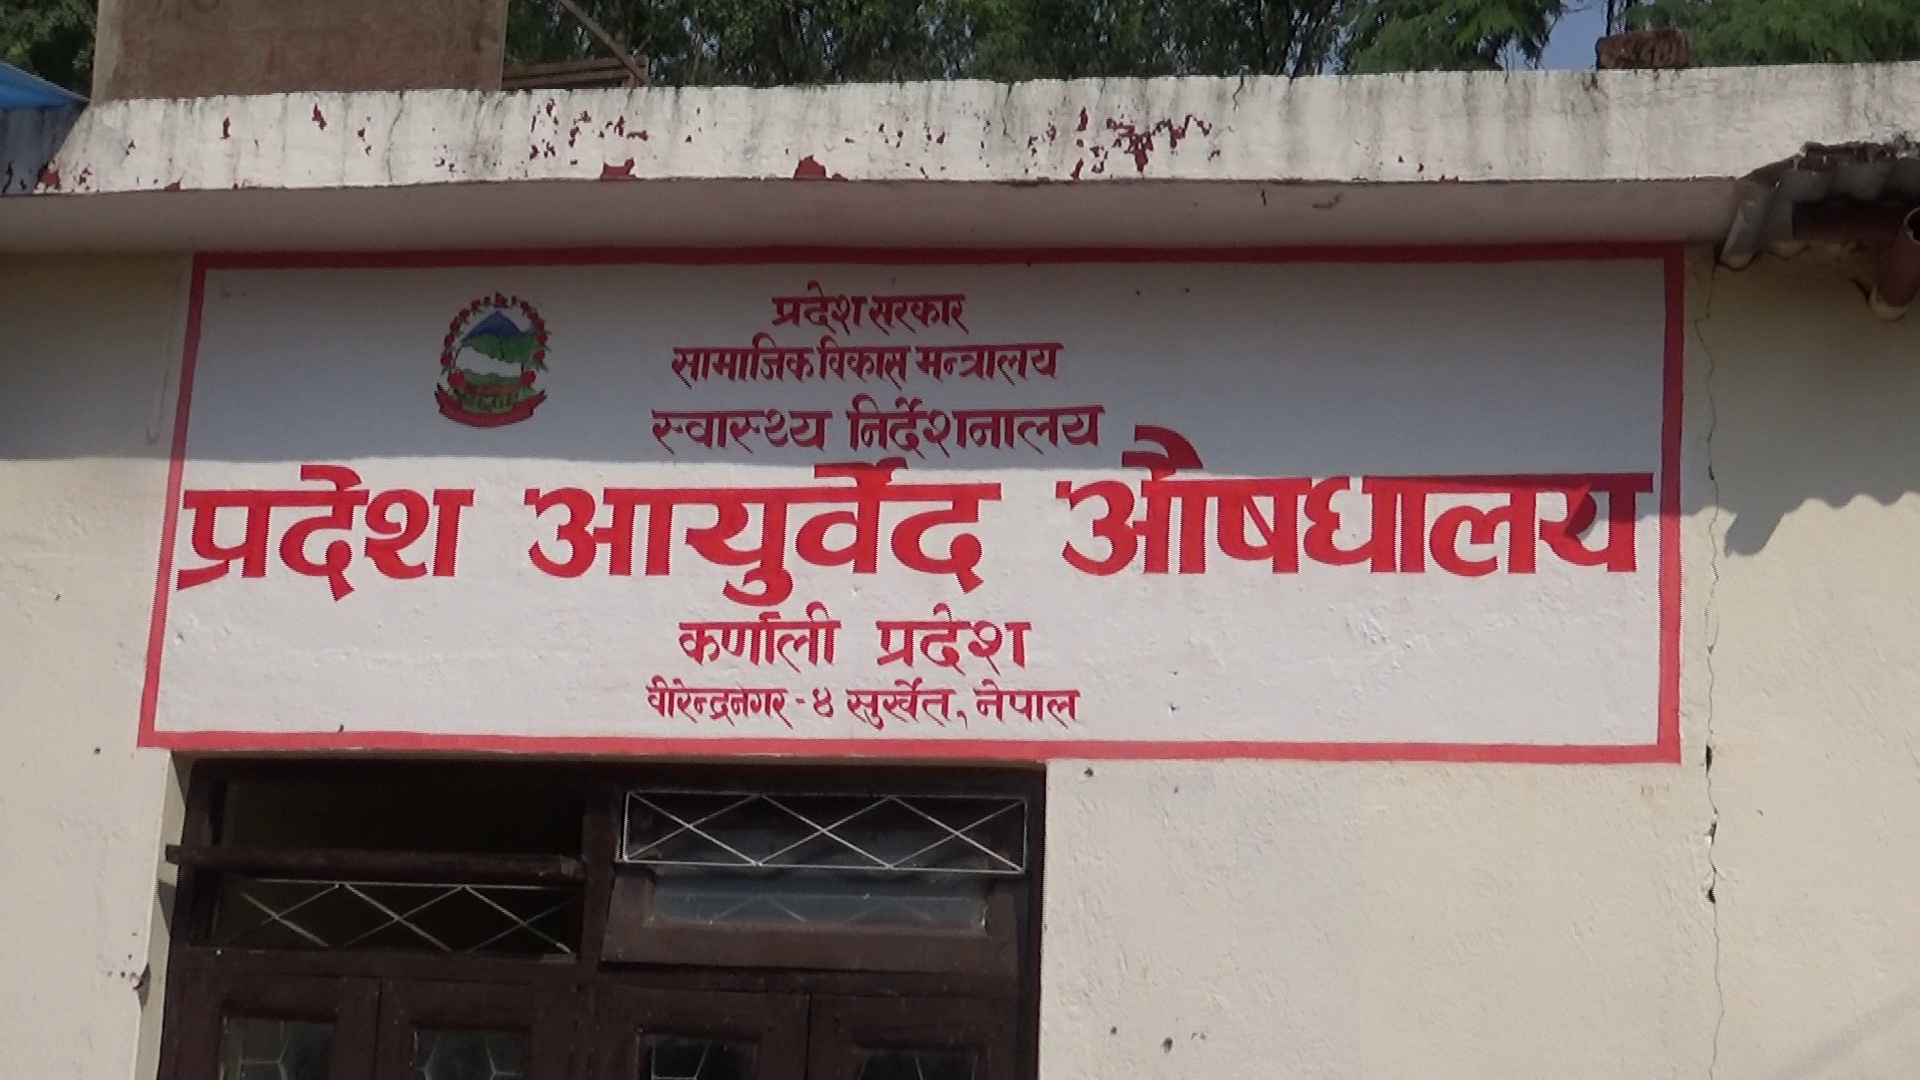 प्रदेश सरकार
सामाजिक विकास मन्त्रालय
स्वास्थ्य निर्देशनालय
प्रदेश आयुर्वेद औषधालय
कर्णाली प्रदेश
वीरेन्द्रनगर - ४ सुर्खेत, नेपाल